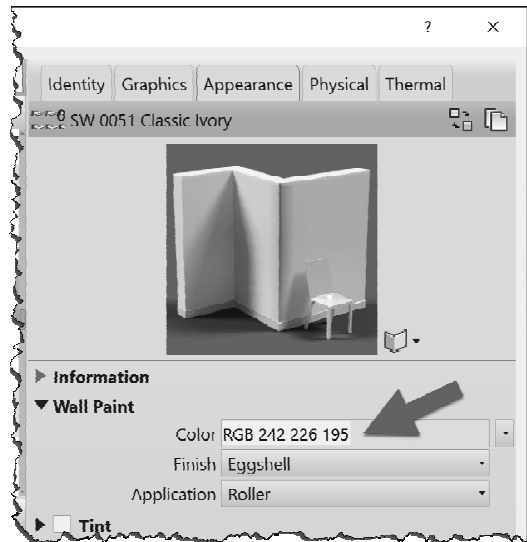 ?
Identity Graphics Appearance Physical Thermal
0 SW 0051 Classic Ivory
Information
Wall Paint
Color RGB 242 226 195
Finish Eggshell
Application Roller
Tint